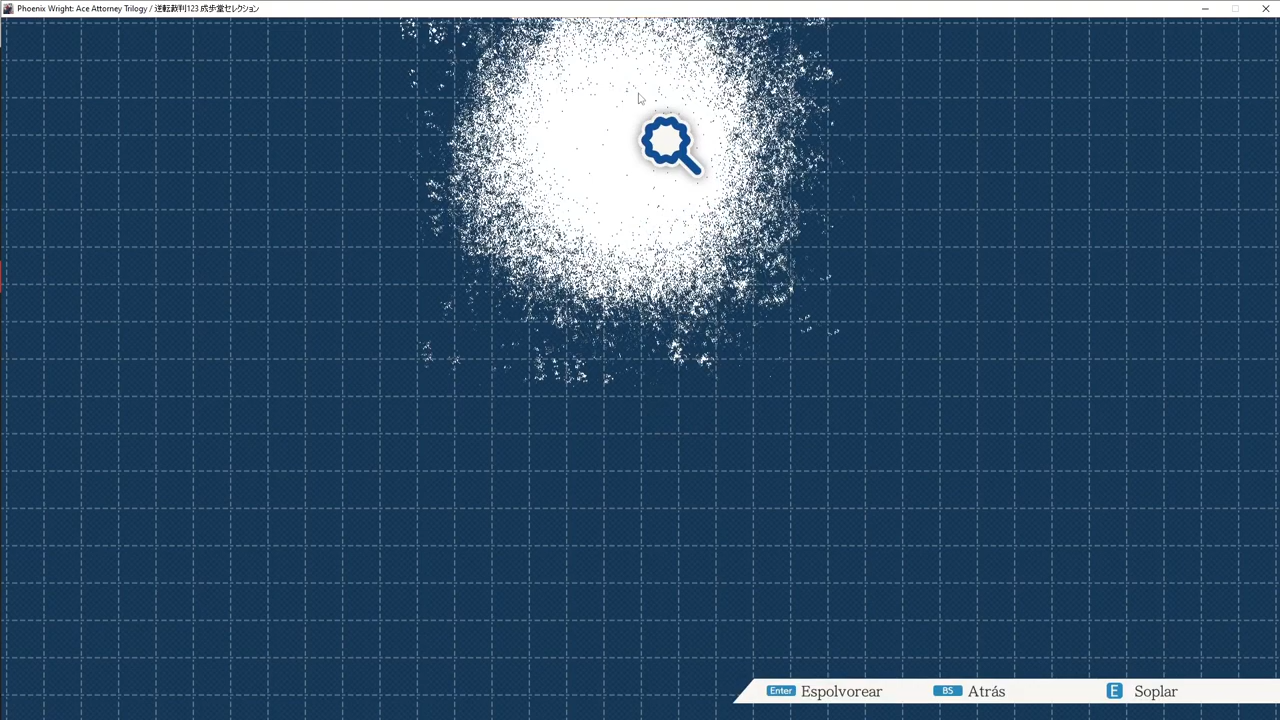 Phoenix Wright: Ace Attorney Trilogy / 逆転裁判123 成歩堂セレクション
Enter Espolvorear BS Atrás E Soplar